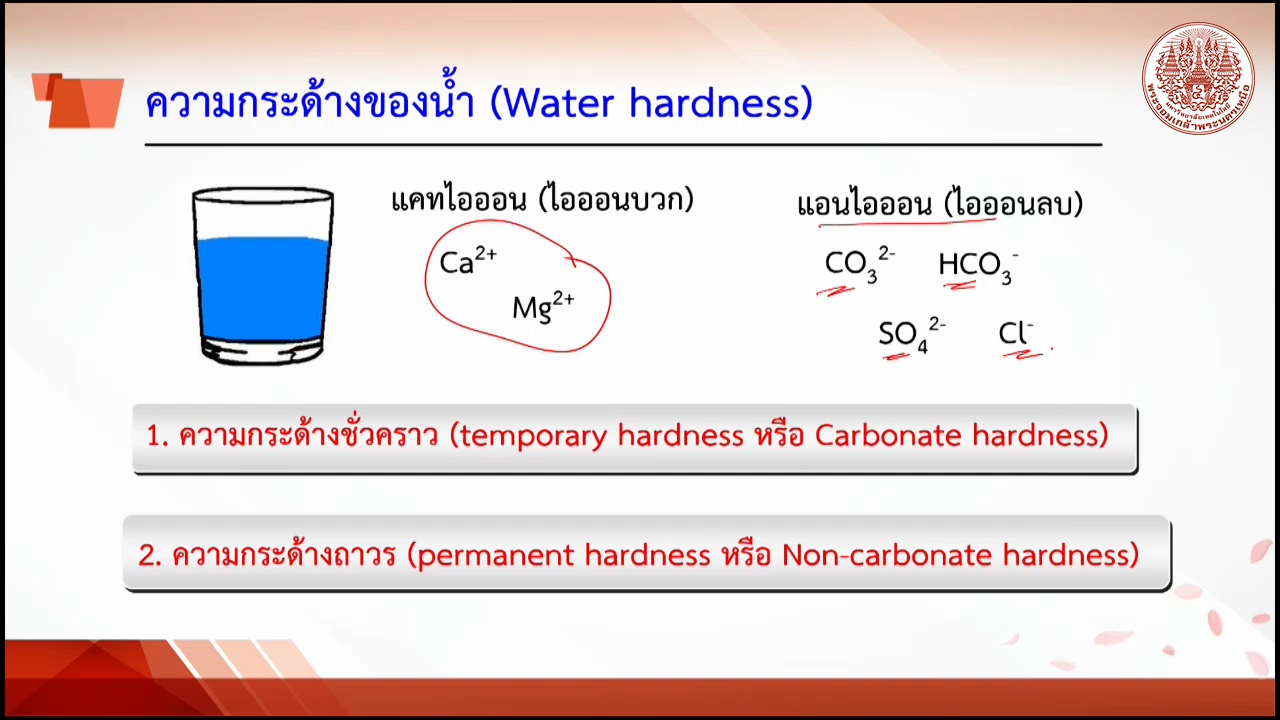 ความกระด้างของน้ำ (Water hardness)
แคทไอออน (ไอออนบวก)
Ca²⁺
Mg²⁺
แอนไอออน (ไอออนลบ)
CO₃²⁻ HCO₃⁻
SO₄²⁻ Cl⁻
1. ความกระด้างชั่วคราว (temporary hardness หรือ Carbonate hardness)
2. ความกระด้างถาวร (permanent hardness หรือ Non-carbonate hardness)